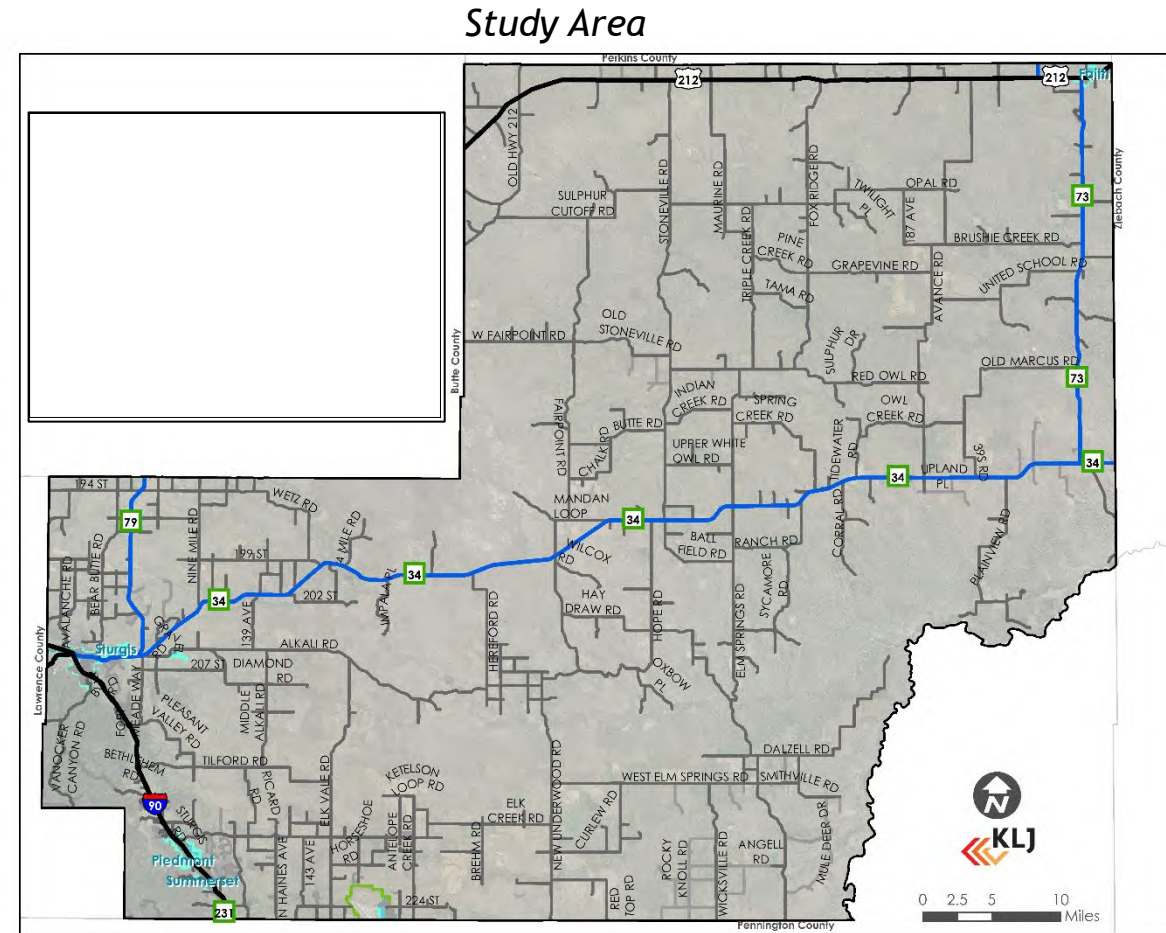 Study Area
Perkins County
212
212
Faith
OLD HWY 212
STONEVILLE RD
MAURINE RD
FOX RIDGE RD
TWILIGHT
PL
OPAL RD
187 AVE
73
Ziebach County
SULPHUR
CUTOFF RD
TRIPLE CREEK RD
PINE
CREEK RD
BRUSHIE CREEK RD
GRAPEVINE RD
AVANCE RD
UNITED SCHOOL RD
TAMA RD
Butte County
W FAIRPOINT RD
OLD
STONEVILLE RD
SULPHUR
DR
OLD MARCUS RD
RED OWL RD
73
INDIAN
CREEK RD
SPRING
CREEK RD
OWL
CREEK RD
FAIRPOINT RD
CHALK RD
BUTTE RD
UPPER WHITE
OWL RD
TIDEWATER
RD
UPLAND
PL
34
34
194 ST
WETZ RD
MANDAN
LOOP
34
CORRAL RD
PLAINVIEW RD
79
NINE MILE RD
BEAR BUTTE RD
AVALANCHE RD
199 ST
4 MILE RD
WILCOX
RD
BALL
FIELD RD
RANCH RD
34
34
202 ST
IMPALA PL
139 AVE
HAY
DRAW RD
HOPE RD
SYCAMORE
RD
ELM SPRINGS RD
Lawrence County
Sturgis
ALKALI RD
207 ST
DIAMOND
RD
HEREFORD RD
OXBOW
PL
PLEASANT
VALLEY RD
MIDDLE
ALKALI RD
VANOCKER
CANYON RD
BETHLEHEM
RD
TILFORD RD
DALZELL RD
WEST ELM SPRINGS RD
SMITHVILLE RD
RICARD
RD
ELK VALE RD
KETELSON
LOOP RD
NEW UNDERWOOD RD
90
STURGIS
RD
HORSESHOE
RD
ANTELOPE
CREEK RD
ELK
CREEK RD
CURLEW RD
MULE DEER DR
N
KLJ
Piedmont
Summerset
N HAINES AVE
143 AVE
BREHM RD
ROCKY
KNOLL RD
WICKSVILLE RD
ANGELL
RD
231
224 ST
RED
TOP RD
Pennington County
0 2.5 5 10
Miles